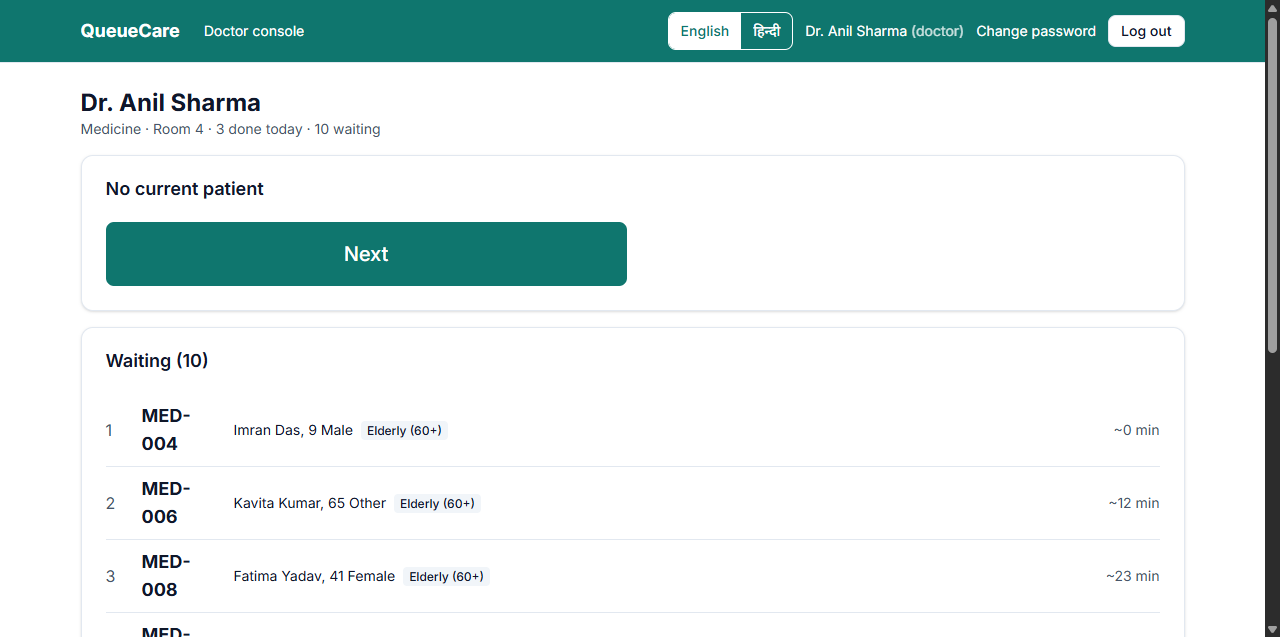 QueueCare
Doctor console
English
हिन्दी
Dr. Anil Sharma (doctor)
Change password
Log out
Dr. Anil Sharma
Medicine · Room 4 · 3 done today · 10 waiting
No current patient
Next
Waiting (10)
1
MED-
004
Imran Das, 9 Male
Elderly (60+)
~0 min
2
MED-
006
Kavita Kumar, 65 Other
Elderly (60+)
~12 min
3
MED-
008
Fatima Yadav, 41 Female
Elderly (60+)
~23 min
MED-